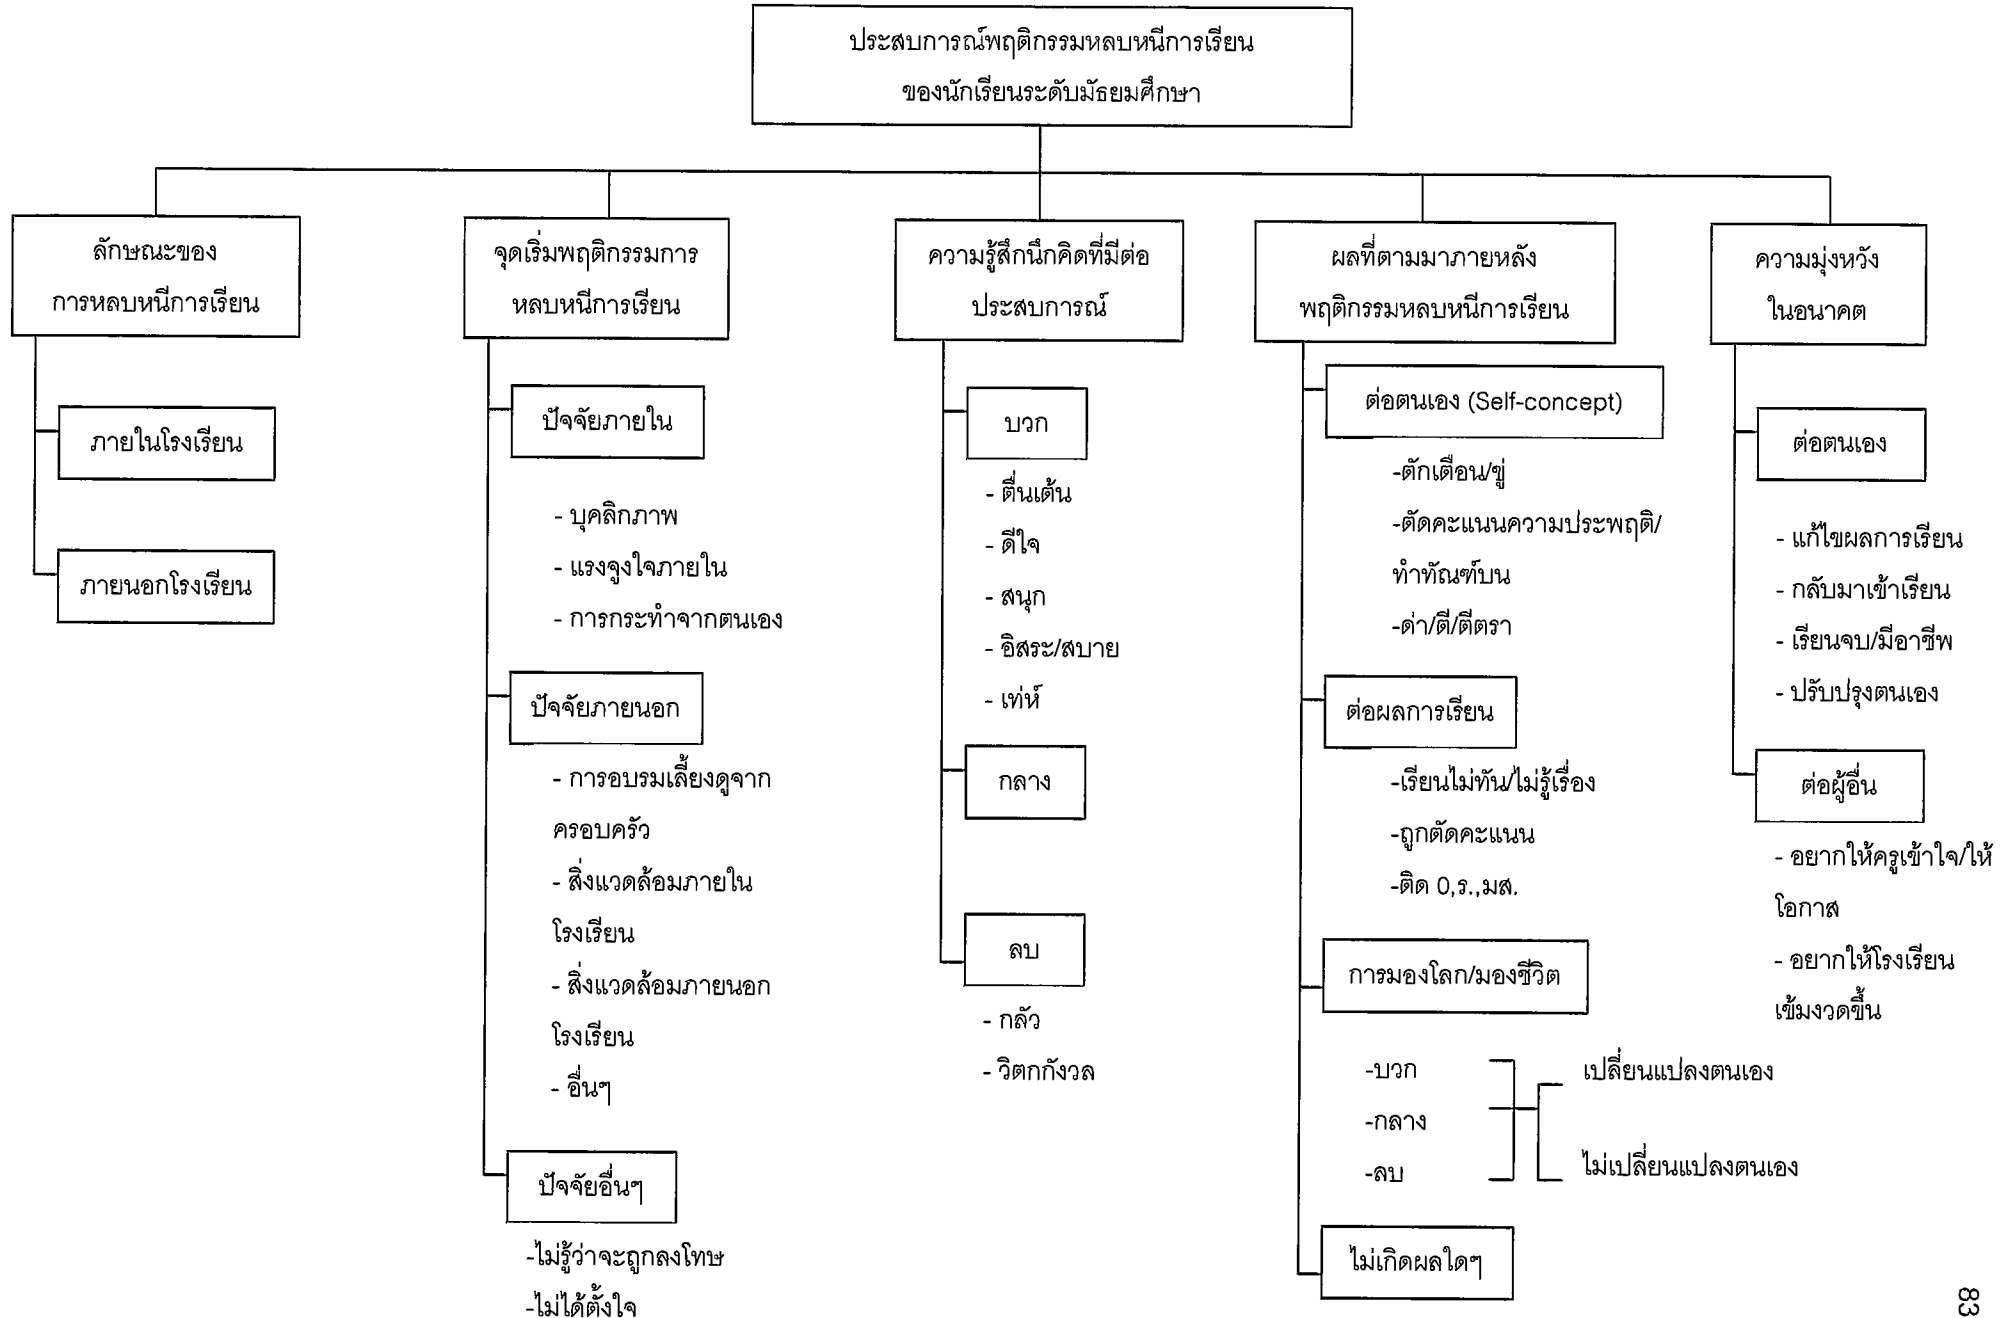 ประสบการณ์พฤติกรรมหลบหนีการเรียน
ของนักเรียนระดับมัธยมศึกษา
ลักษณะของ
การหลบหนีการเรียน
ภายในโรงเรียน
ภายนอกโรงเรียน
จุดเริ่มพฤติกรรมการ
หลบหนีการเรียน
ปัจจัยภายใน
- บุคลิกภาพ
- แรงจูงใจภายใน
- การกระทำจากตนเอง
ปัจจัยภายนอก
- การอบรมเลี้ยงดูจาก
ครอบครัว
- สิ่งแวดล้อมภายใน
โรงเรียน
- สิ่งแวดล้อมภายนอก
โรงเรียน
- อื่นๆ
ปัจจัยอื่นๆ
-ไม่รู้ว่าจะถูกลงโทษ
-ไม่ได้ตั้งใจ
ความรู้สึกนึกคิดที่มีต่อ
ประสบการณ์
บวก
- ตื่นเต้น
- ดีใจ
- สนุก
- อิสระ/สบาย
- เท่ห์
กลาง
ลบ
- กลัว
- วิตกกังวล
ผลที่ตามมาภายหลัง
พฤติกรรมหลบหนีการเรียน
ต่อตนเอง (Self-concept)
-ตักเตือน/ขู่
-ตัดคะแนนความประพฤติ/
ทำทัณฑ์บน
-ด่า/ตี/ตีตรา
ต่อผลการเรียน
-เรียนไม่ทัน/ไม่รู้เรื่อง
-ถูกตัดคะแนน
-ติด 0,ร.,มส.
การมองโลก/มองชีวิต
-บวก
-กลาง
-ลบ
เปลี่ยนแปลงตนเอง
ไม่เปลี่ยนแปลงตนเอง
ไม่เกิดผลใดๆ
ความมุ่งหวัง
ในอนาคต
ต่อตนเอง
- แก้ไขผลการเรียน
- กลับมาเข้าเรียน
- เรียนจบ/มีอาชีพ
- ปรับปรุงตนเอง
ต่อผู้อื่น
- อยากให้ครูเข้าใจ/ให้
โอกาส
- อยากให้โรงเรียน
เข้มงวดขึ้น
83